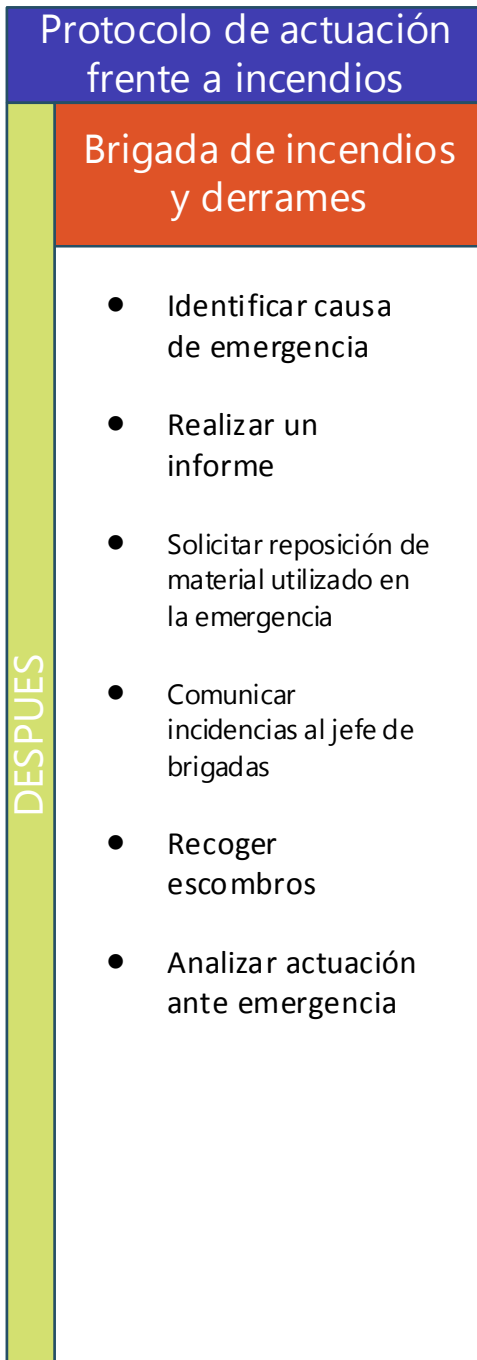 Protocolo de actuación
frente a incendios
Brigada de incendios
y derrames
DESPUES
● Identificar causa
de emergencia
● Realizar un
informe
● Solicitar reposición de
material utilizado en
la emergencia
● Comunicar
incidencias al jefe de
brigadas
● Recoger
escombros
● Analizar actuación
ante emergencia